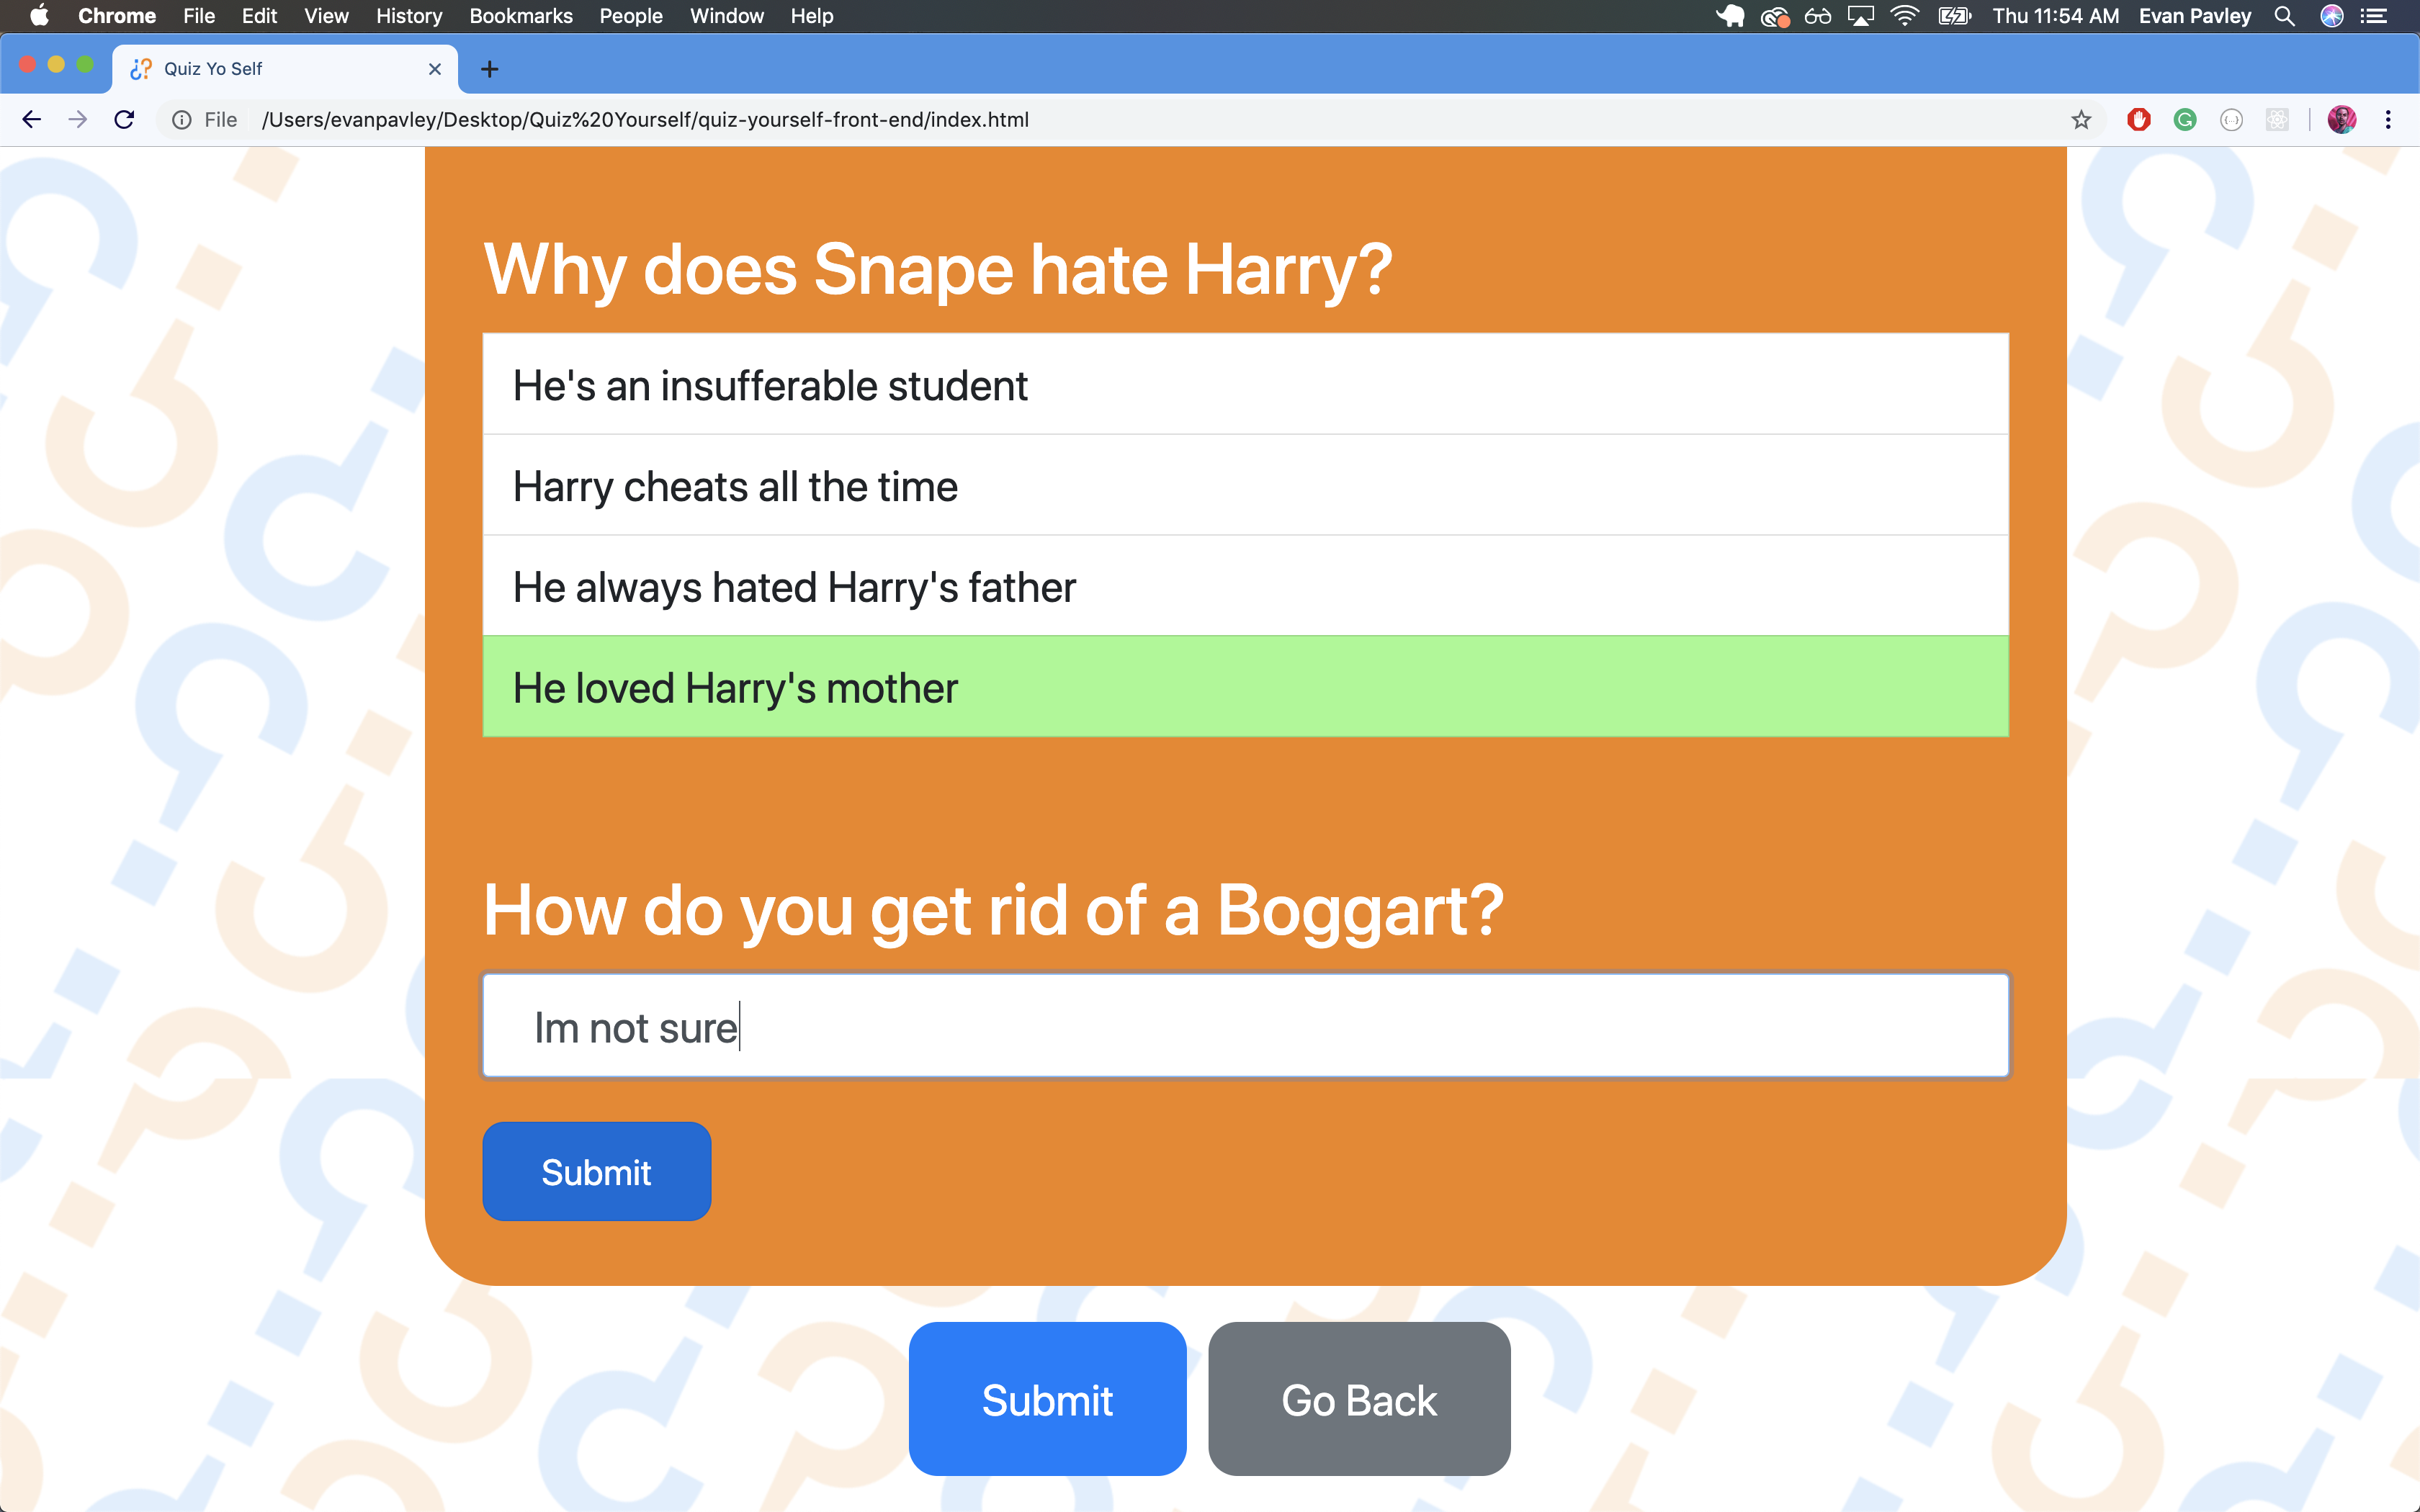 Chrome File Edit View History Bookmarks People Window Help Thu 11:54 AM Evan Pavley
Quiz Yo Self
File /Users/evanpavley/Desktop/Quiz%20Yourself/quiz-yourself-front-end/index.html
Why does Snape hate Harry?
He's an insufferable student
Harry cheats all the time
He always hated Harry's father
He loved Harry's mother
How do you get rid of a Boggart?
Im not sure
Submit
Submit Go Back